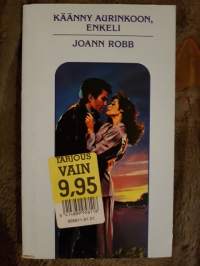 KÄÄNNY AURINKOON,
ENKELI
JOANN ROBB
TARJOUS
VAIN
9,95